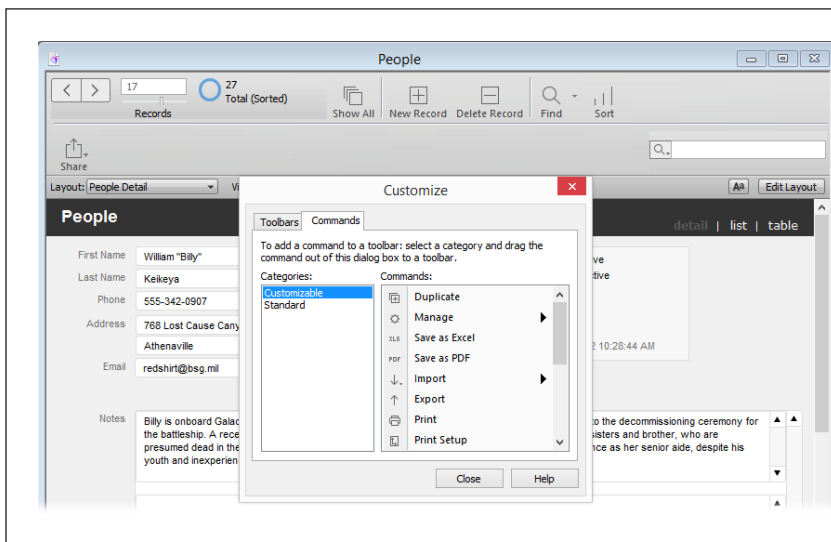 People
17
27
Total (Sorted)
Records
Show All
New Record
Delete Record
Find
Sort
Share
Layout: People Detail
Aa
Edit Layout
People
detail | list | table
First Name
William "Billy"
Last Name
Keikeya
Phone
555-342-0907
Address
768 Lost Cause Cany
Athenaville
Email
redshirt@bsg.mil
10:28:44 AM
Notes
Billy is onboard Galac
the battleship. A rece
presumed dead in the
youth and inexperien
to the decommissioning ceremony for
sisters and brother, who are
nce as her senior aide, despite his
Customize
Toolbars
Commands
To add a command to a toolbar: select a category and drag the
command out of this dialog box to a toolbar.
Categories:
Customizable
Standard
Commands:
Duplicate
Manage
XLS Save as Excel
PDF Save as PDF
Import
Export
Print
Print Setup
Close
Help